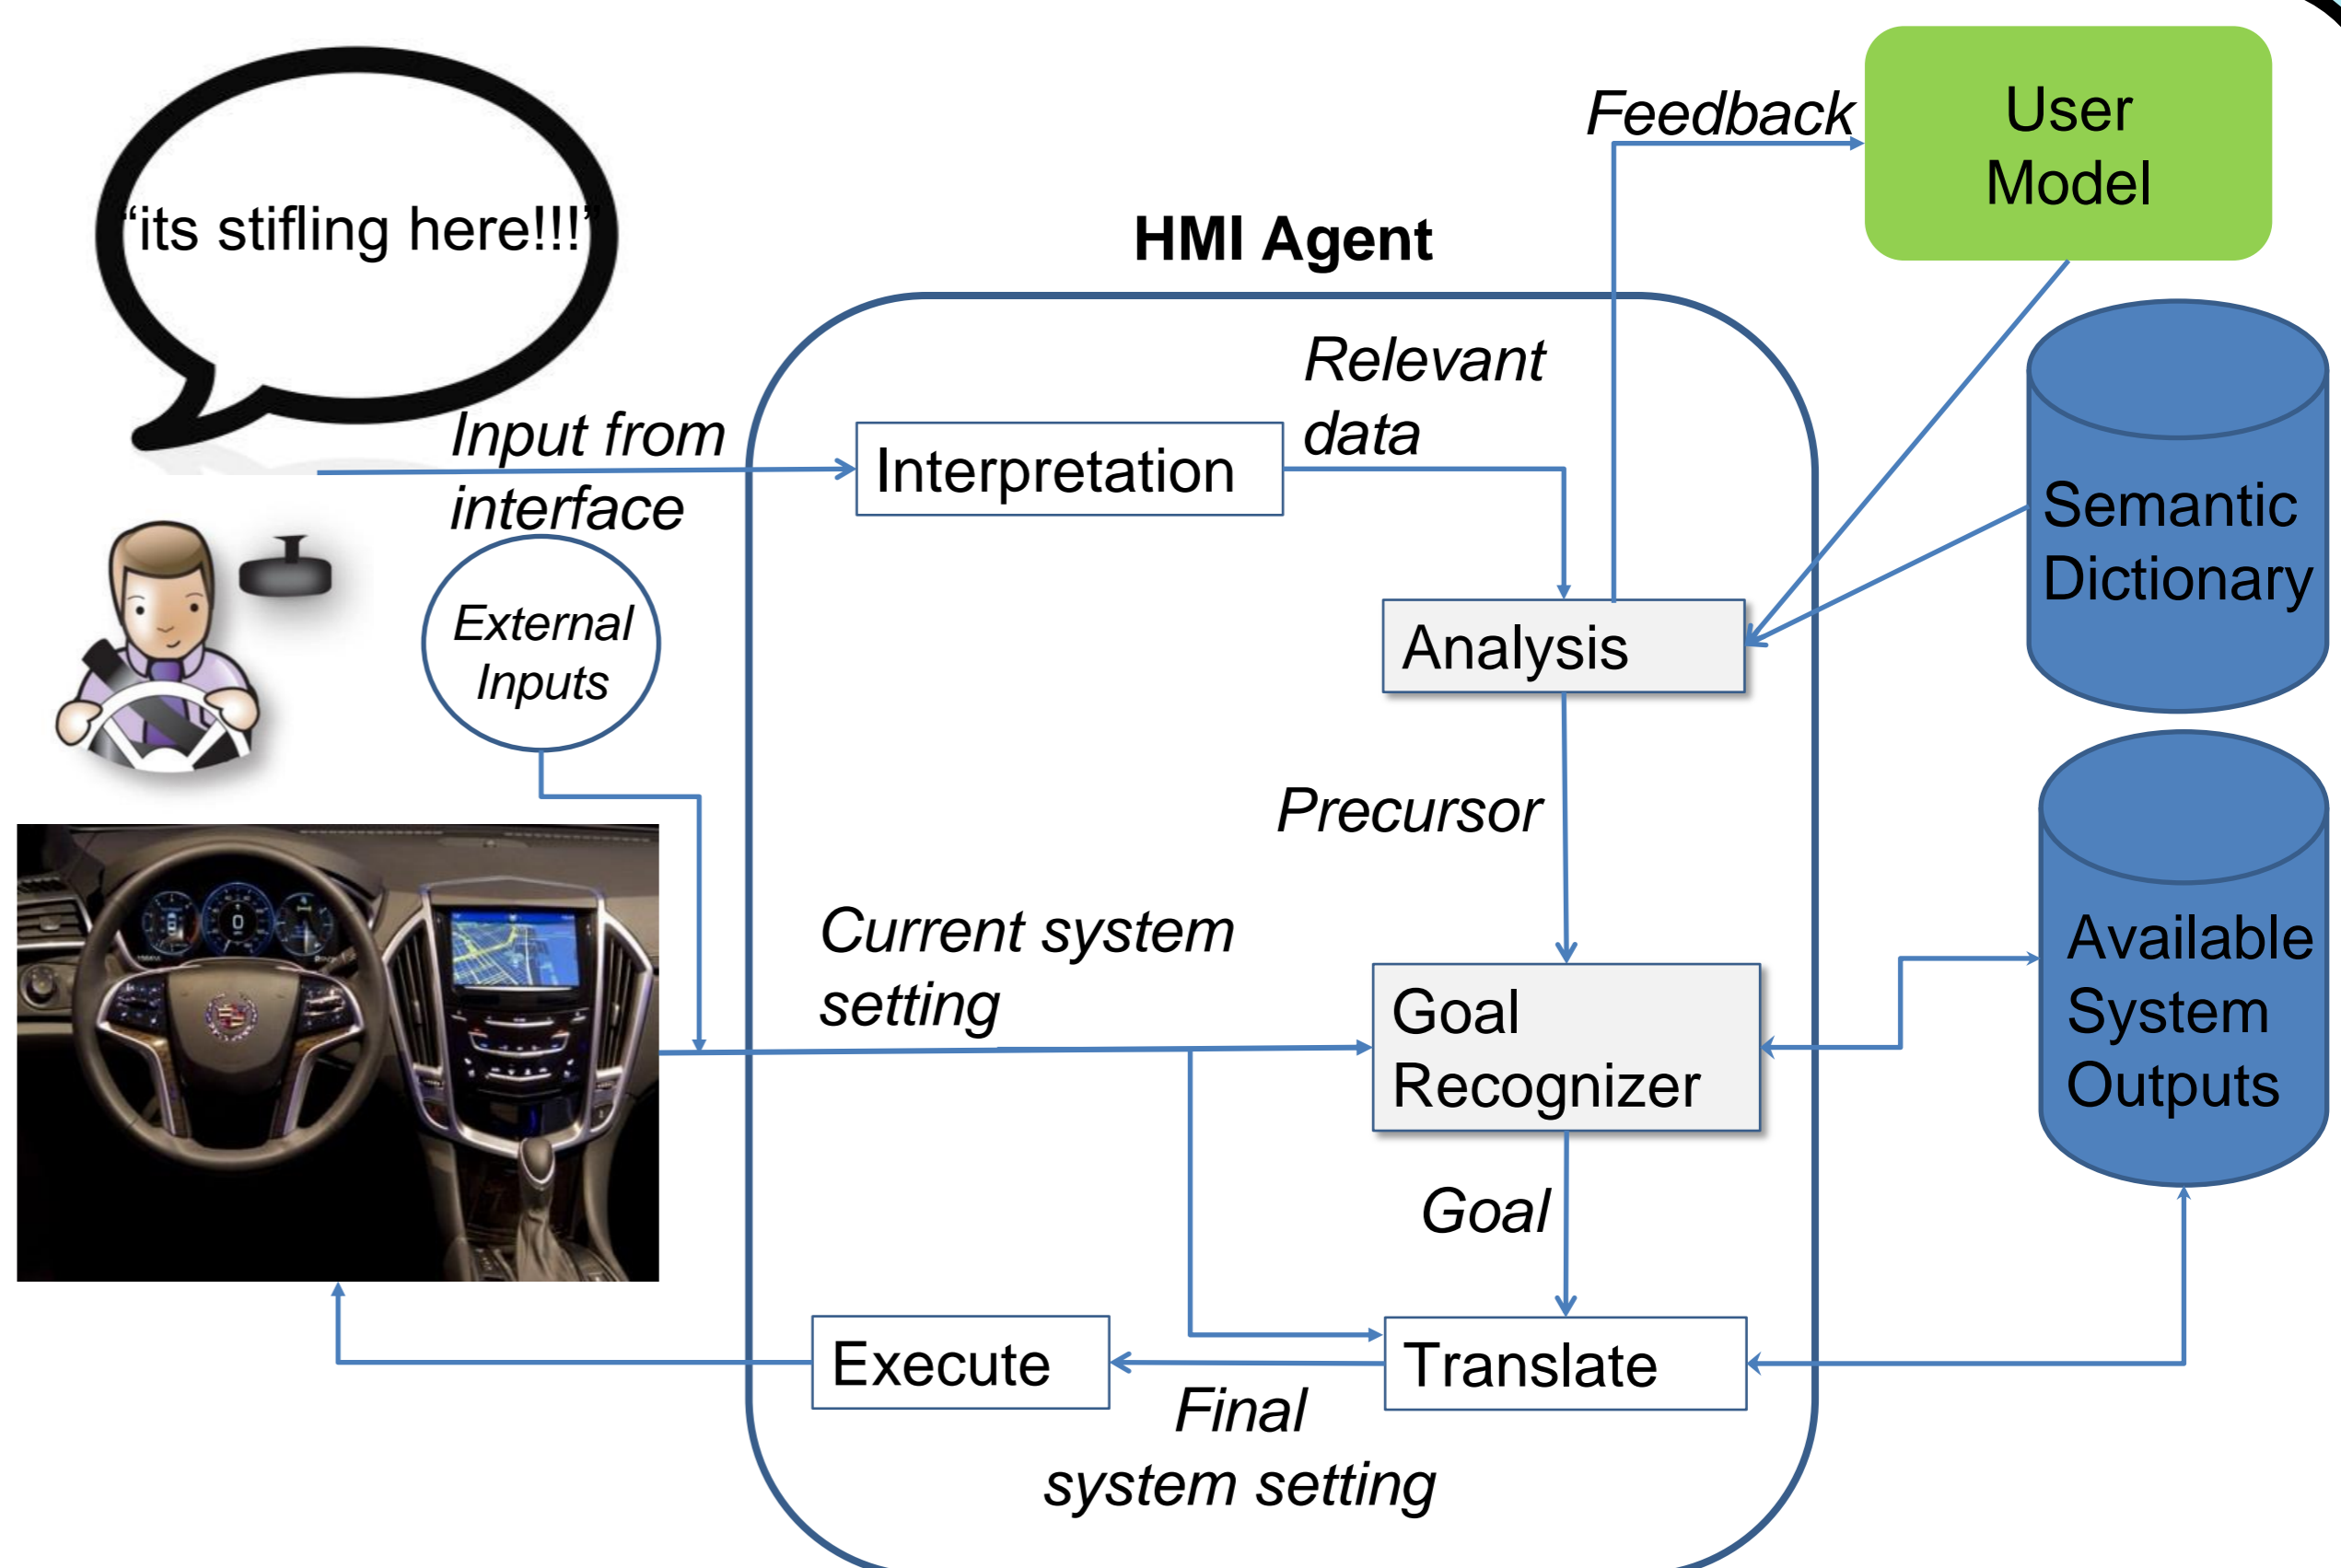 “its stifling here!!!”
Feedback
User
Model
HMI Agent
Relevant
data
Input from
interface
Interpretation
Semantic
Dictionary
External
Inputs
Analysis
Precursor
Current system
setting
Goal
Recognizer
Available
System
Outputs
Goal
Execute
Translate
Final
system setting
0